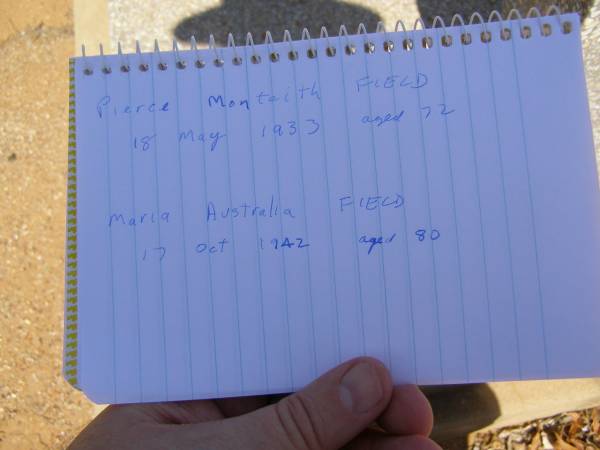 Pierce Monteith FIELD
18 May 1933 aged 72
Maria Australia FIELD
17 Oct 1942 aged 80